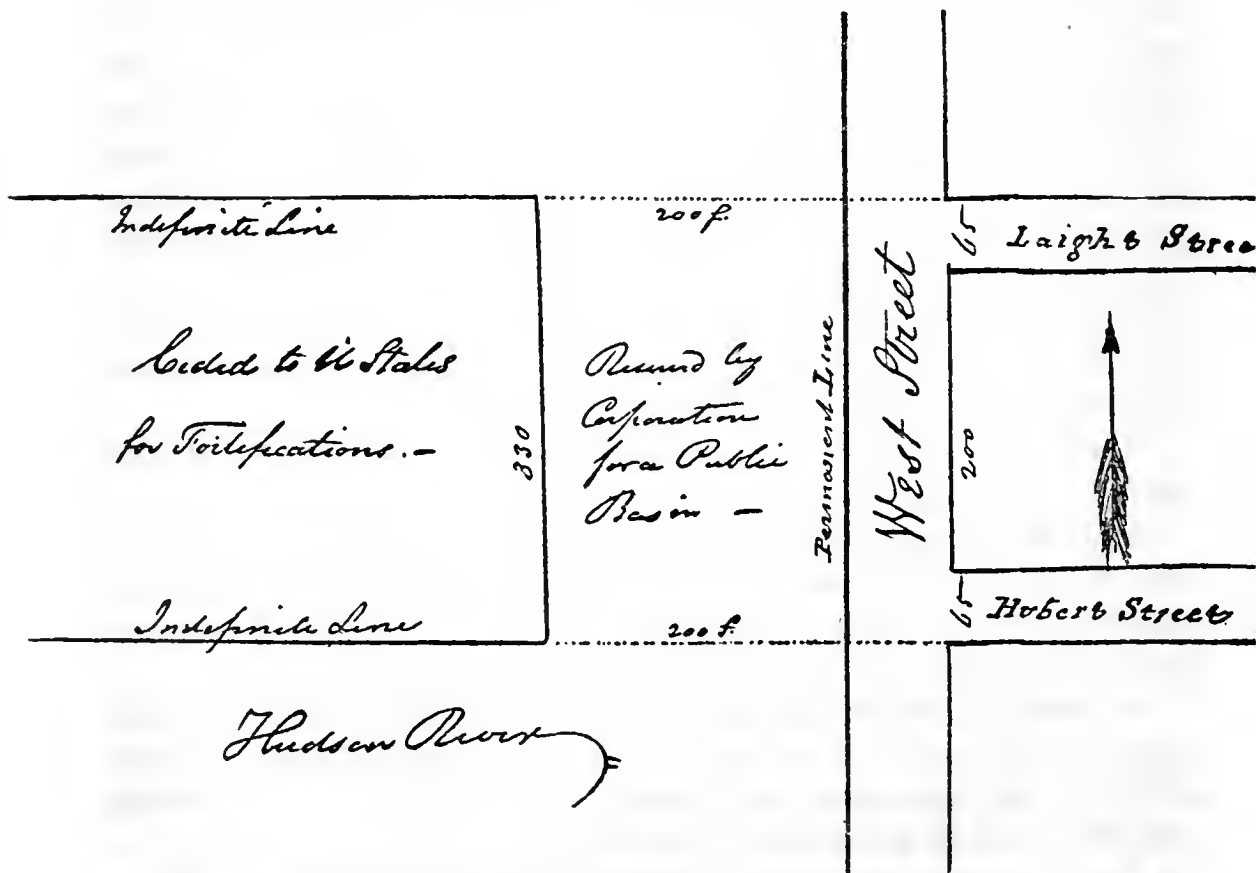 Indefinite Line
200 f.
65
Laight Stree
Ceded to U States
for Fortifications. -
330
Reserved by
Corporation
for a Public
Basin -
Permanent Line
West Street
200
Indefinite Line
200 f.
65
Hubert Street
Hudson River